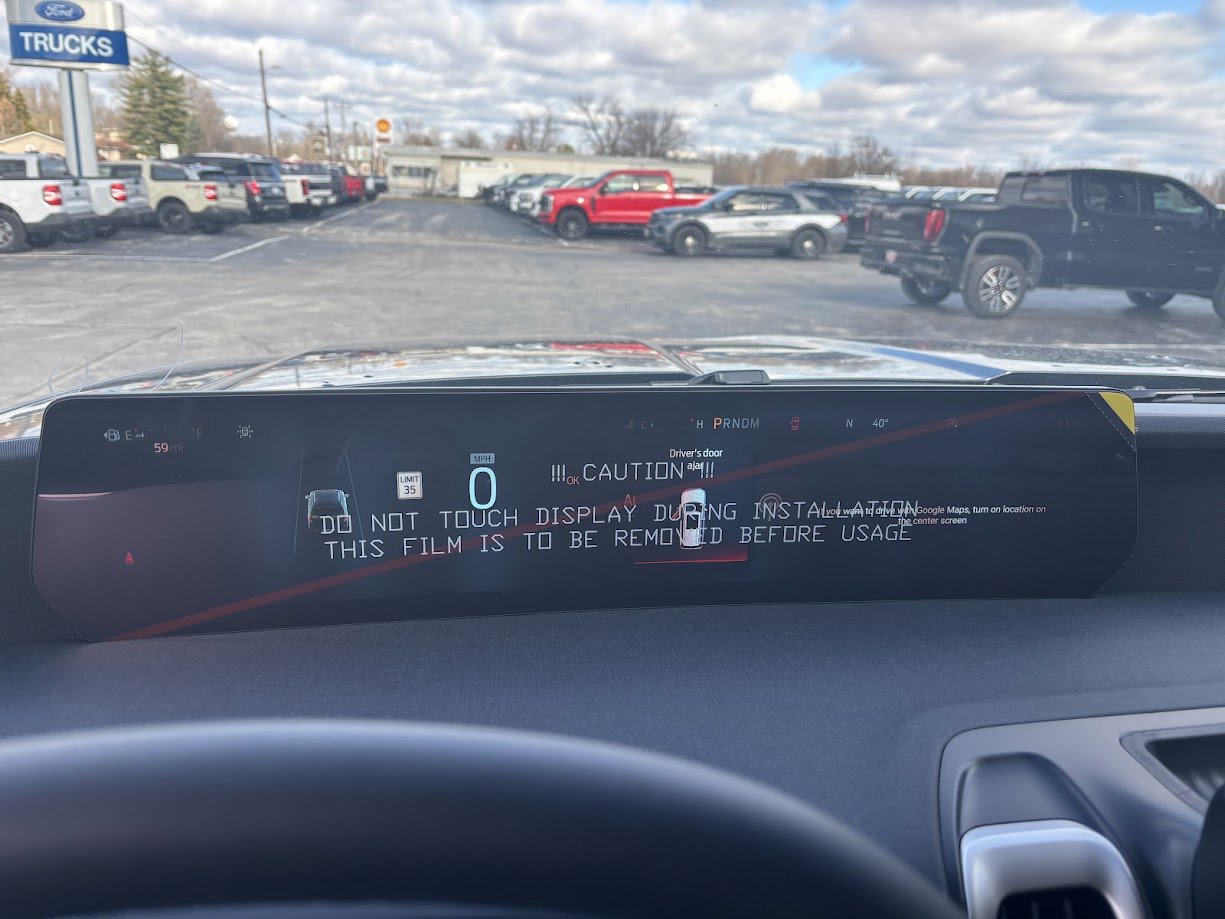 Ford
TRUCKS
E
F
59 mi
C
H
PRNDM
N 40°
LIMIT
35
MPH
0
Driver's door
ajar
OK
!!! CAUTION !!!
DO NOT TOUCH DISPLAY DURING INSTALLATION
THIS FILM IS TO BE REMOVED BEFORE USAGE
If you want to drive with Google Maps, turn on location on
the center screen